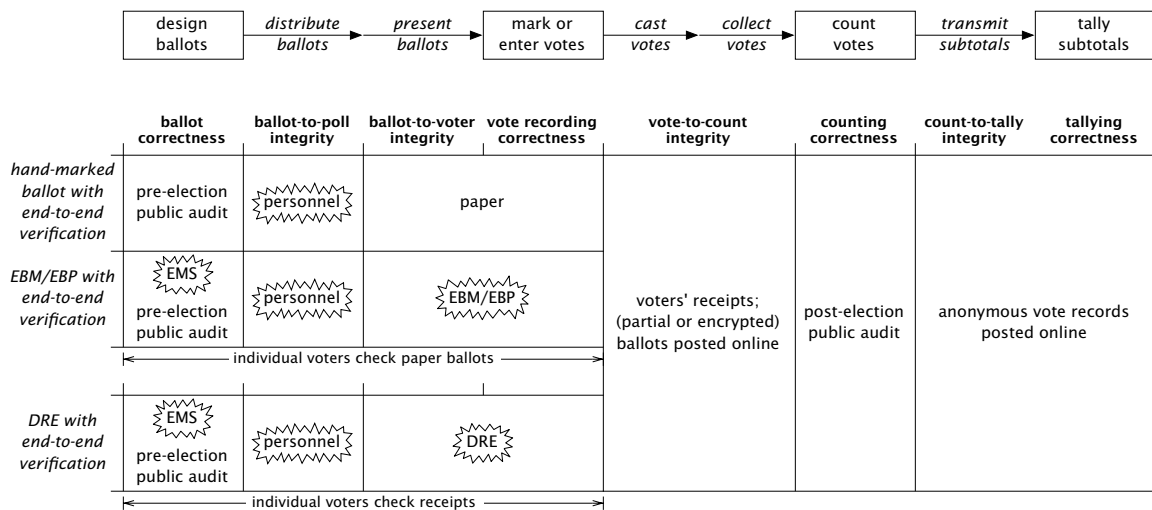 design
ballots
distribute
ballots
present
ballots
mark or
enter votes
cast
votes
collect
votes
count
votes
transmit
subtotals
tally
subtotals
ballot
correctness
ballot-to-poll
integrity
ballot-to-voter
integrity
vote recording
correctness
vote-to-count
integrity
counting
correctness
count-to-tally
integrity
tallying
correctness
hand-marked
ballot with
end-to-end
verification
pre-election
public audit
personnel
paper
EBM/EBP with
end-to-end
verification
EMS
pre-election
public audit
personnel
EBM/EBP
voters' receipts;
(partial or encrypted)
ballots posted online
post-election
public audit
anonymous vote records
posted online
individual voters check paper ballots
DRE with
end-to-end
verification
EMS
pre-election
public audit
personnel
DRE
individual voters check receipts